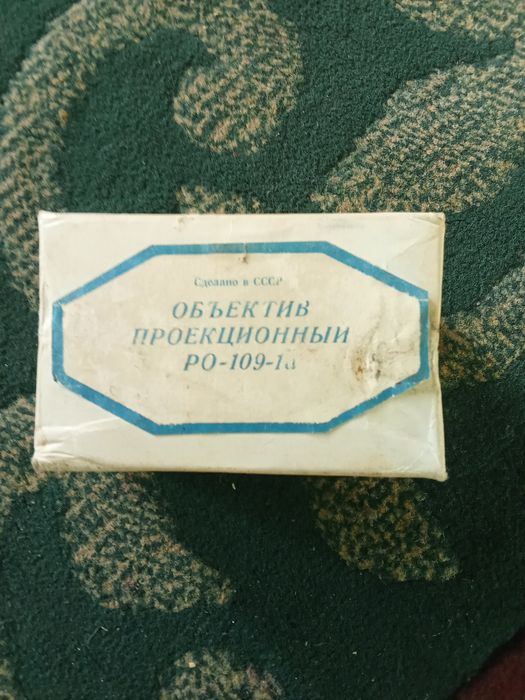 Сделано в СССР
ОБЪЕКТИВ
ПРОЕКЦИОННЫЙ
РО-109-1а